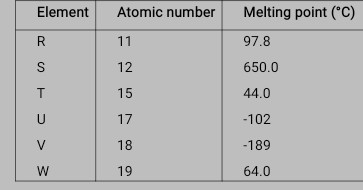 Element Atomic number Melting point (°C)
R 11 97.8
S 12 650.0
T 15 44.0
U 17 -102
V 18 -189
W 19 64.0